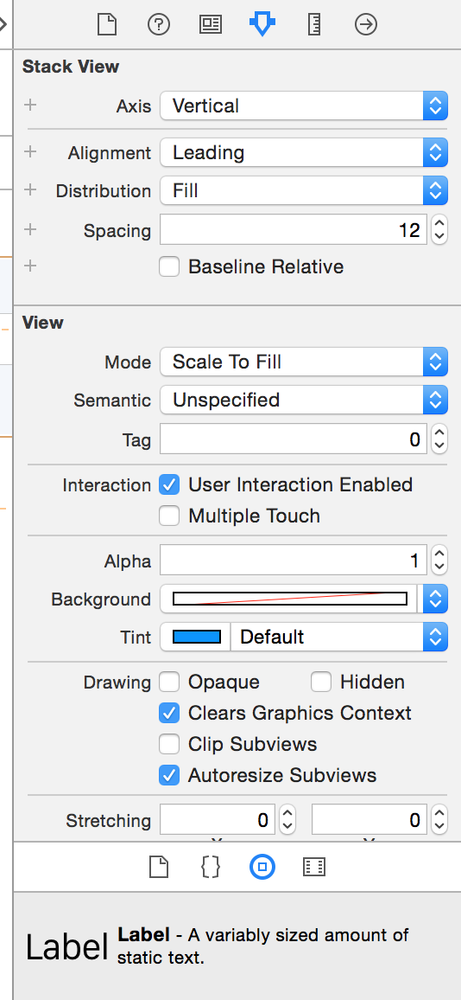 Stack View
+ Axis Vertical
+ Alignment Leading
+ Distribution Fill
+ Spacing 12
+ Baseline Relative
View
Mode Scale To Fill
Semantic Unspecified
Tag 0
Interaction User Interaction Enabled
Multiple Touch
Alpha 1
Background
Tint Default
Drawing Opaque Hidden
Clears Graphics Context
Clip Subviews
Autoresize Subviews
Stretching 0 0
{}
Label Label - A variably sized amount of
static text.